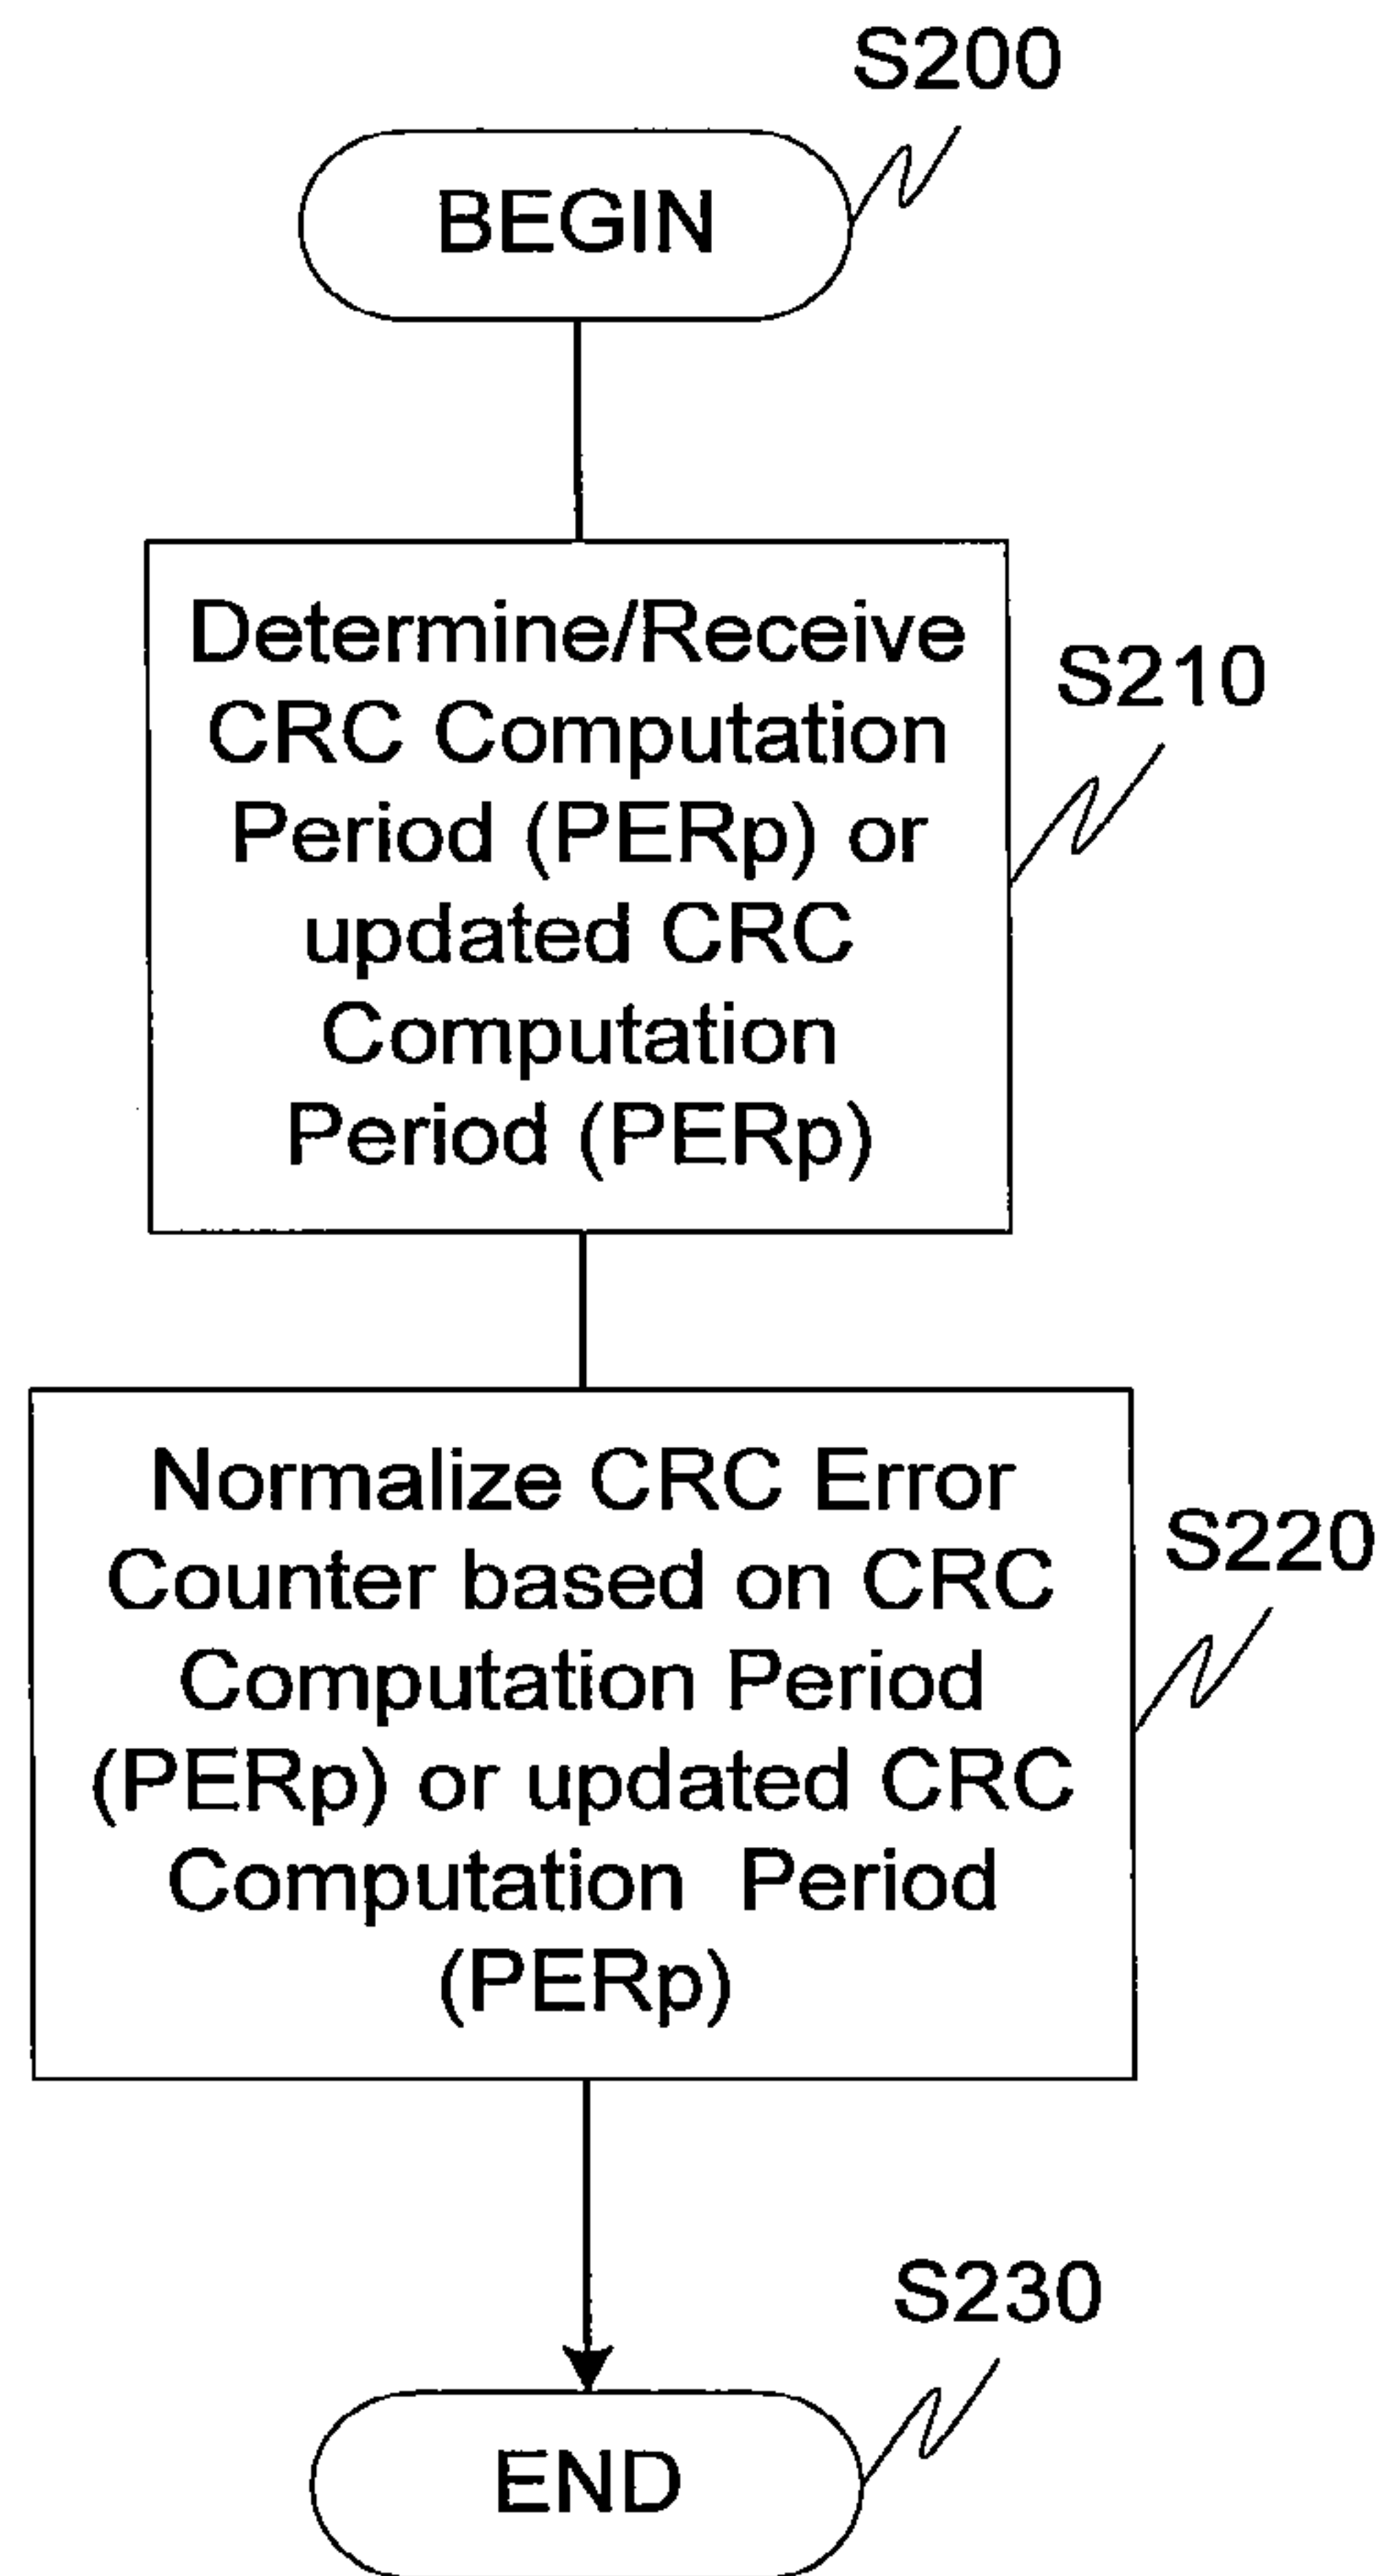 S200
BEGIN
Determine/Receive
CRC Computation
Period (PERp) or
updated CRC
Computation
Period (PERp)
S210
Normalize CRC Error
Counter based on CRC
Computation Period
(PERp) or updated CRC
Computation Period
(PERp)
S220
S230
END